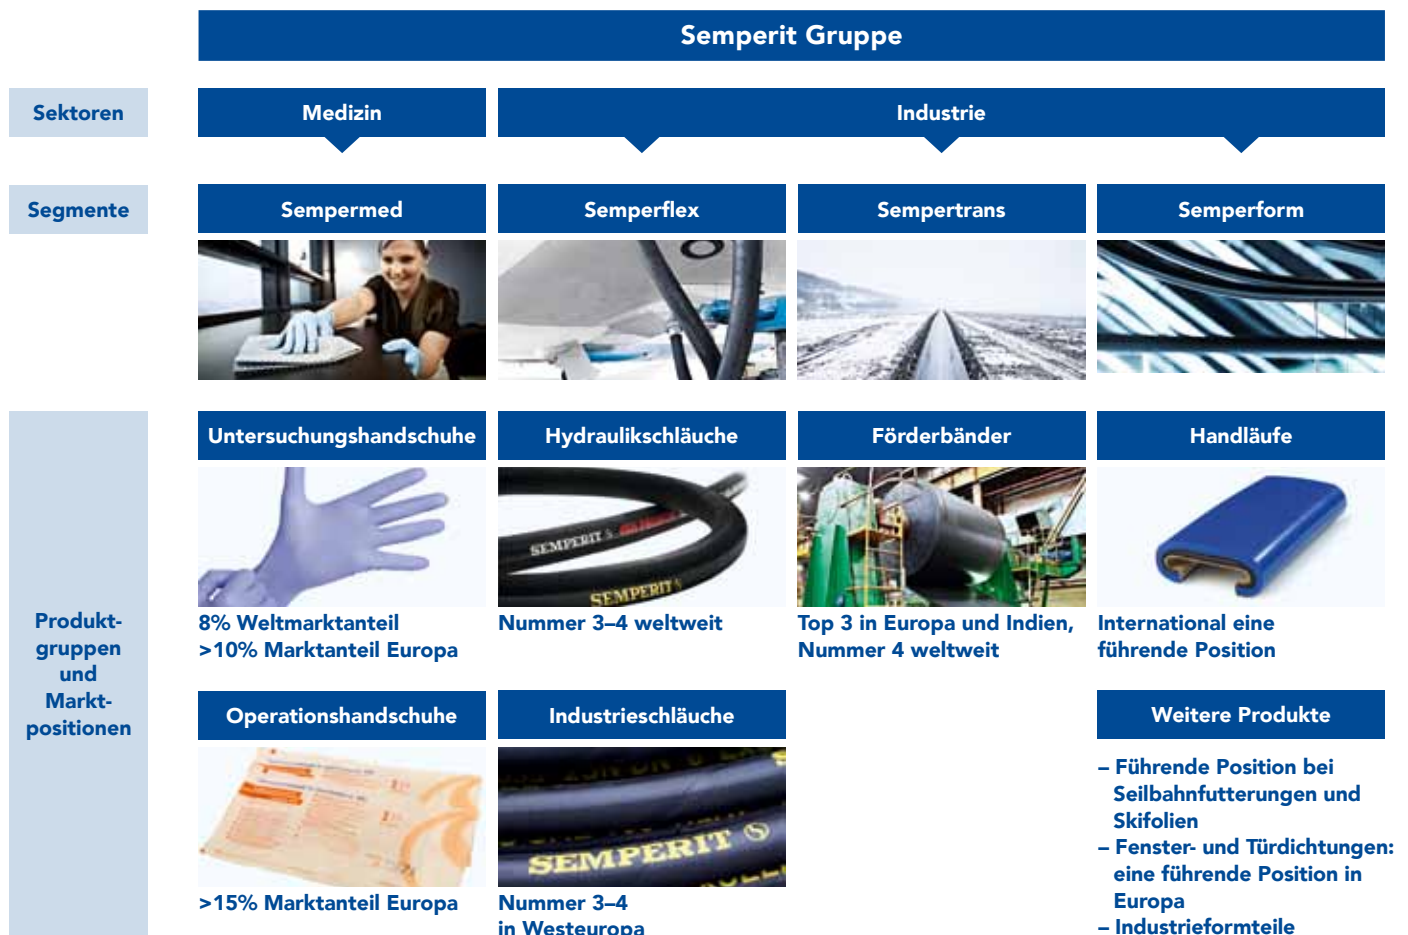 Semperit Gruppe
Sektoren
Medizin
Industrie
Segmente
Sempermed
Semperflex
Sempertrans
Semperform
Produkt-
gruppen
und
Markt-
positionen
Untersuchungshandschuhe
Hydraulikschläuche
Förderbänder
Handläufe
SEMPERIT S
SEMPERIT S
8% Weltmarktanteil
>10% Marktanteil Europa
Nummer 3–4 weltweit
Top 3 in Europa und Indien,
Nummer 4 weltweit
International eine
führende Position
Operationshandschuhe
Industrieschläuche
Weitere Produkte
SEMPERIT S
>15% Marktanteil Europa
Nummer 3–4
in Westeuropa
– Führende Position bei
Seilbahnfutterungen und
Skifolien
– Fenster- und Türdichtungen:
eine führende Position in
Europa
– Industrieformteile